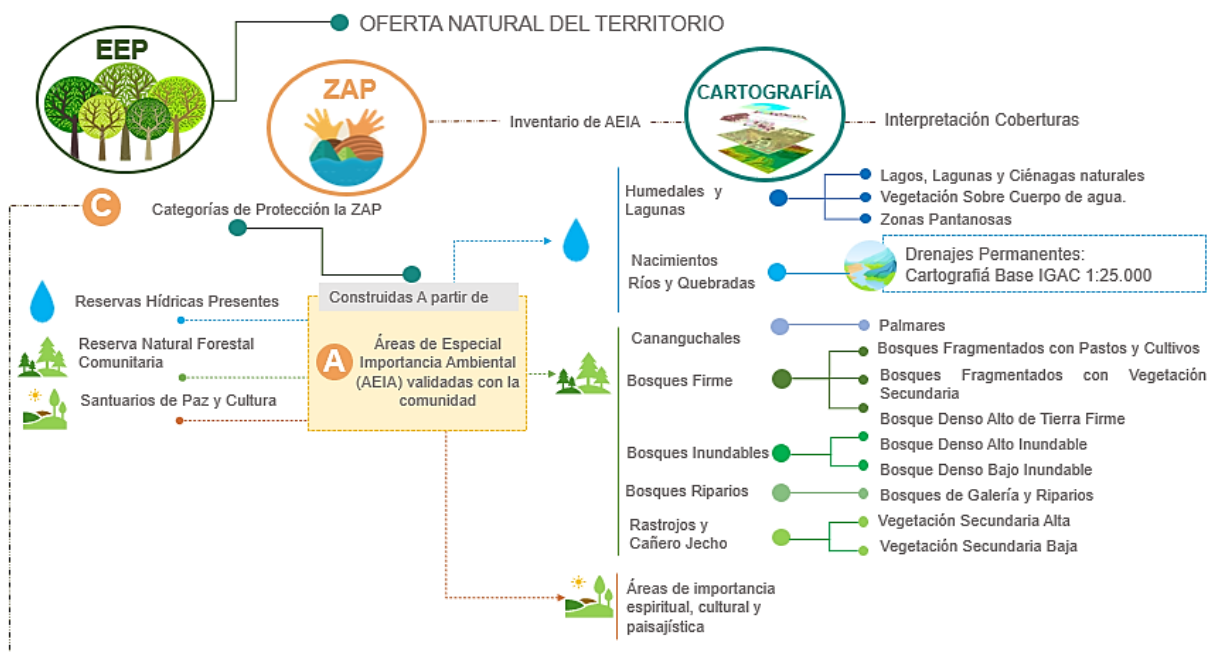 OFERTA NATURAL DEL TERRITORIO
EEP
ZAP
CARTOGRAFÍA
Inventario de AEIA
Interpretación Coberturas
C
Categorías de Protección la ZAP
Humedales y
Lagunas
Lagos, Lagunas y Ciénagas naturales
Vegetación Sobre Cuerpo de agua.
Zonas Pantanosas
Nacimientos
Ríos y Quebradas
Drenajes Permanentes:
Cartografiá Base IGAC 1:25.000
Reservas Hídricas Presentes
Reserva Natural Forestal
Comunitaria
Santuarios de Paz y Cultura
Construidas A partir de
A
Áreas de Especial
Importancia Ambiental
(AEIA) validadas con la
comunidad
Cananguchales
Palmares
Bosques Firme
Bosques Fragmentados con Pastos y Cultivos
Bosques Fragmentados con Vegetación
Secundaria
Bosque Denso Alto de Tierra Firme
Bosques Inundables
Bosque Denso Alto Inundable
Bosque Denso Bajo Inundable
Bosques Riparios
Bosques de Galería y Riparios
Rastrojos y
Cañero Jecho
Vegetación Secundaria Alta
Vegetación Secundaria Baja
Áreas de importancia
espiritual, cultural y
paisajística